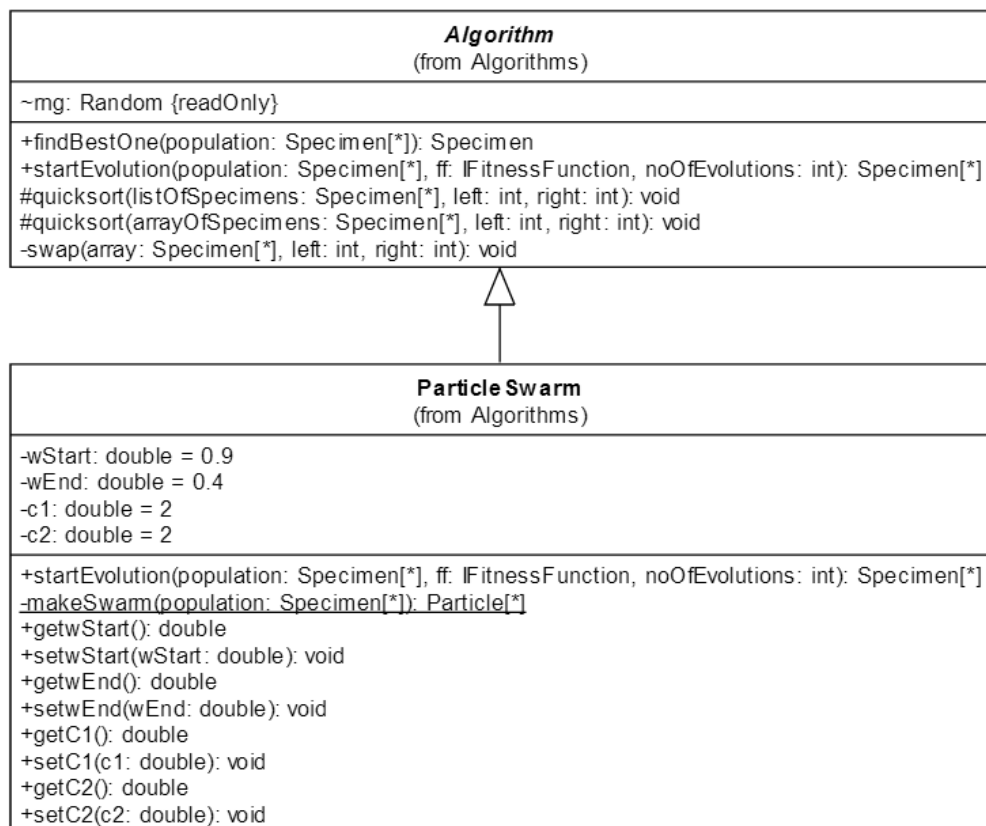 Algorithm
(from Algorithms)
~rng: Random {readOnly}
+findBestOne(population: Specimen[*]): Specimen
+startEvolution(population: Specimen[*], ff: IFitnessFunction, noOfEvolutions: int): Specimen[*]
#quicksort(listOfSpecimens: Specimen[*], left: int, right: int): void
#quicksort(arrayOfSpecimens: Specimen[*], left: int, right: int): void
-swap(array: Specimen[*], left: int, right: int): void
ParticleSwarm
(from Algorithms)
-wStart: double = 0.9
-wEnd: double = 0.4
-c1: double = 2
-c2: double = 2
+startEvolution(population: Specimen[*], ff: IFitnessFunction, noOfEvolutions: int): Specimen[*]
-makeSwarm(population: Specimen[*]): Particle[*]
+getwStart(): double
+setwStart(wStart: double): void
+getwEnd(): double
+setwEnd(wEnd: double): void
+getC1(): double
+setC1(c1: double): void
+getC2(): double
+setC2(c2: double): void